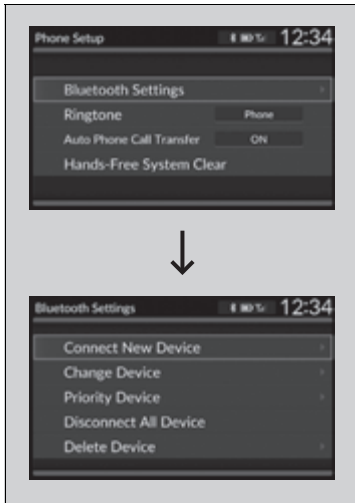 Phone Setup 12:34
Bluetooth Settings
Ringtone Phone
Auto Phone Call Transfer ON
Hands-Free System Clear
Bluetooth Settings 12:34
Connect New Device
Change Device
Priority Device
Disconnect All Device
Delete Device